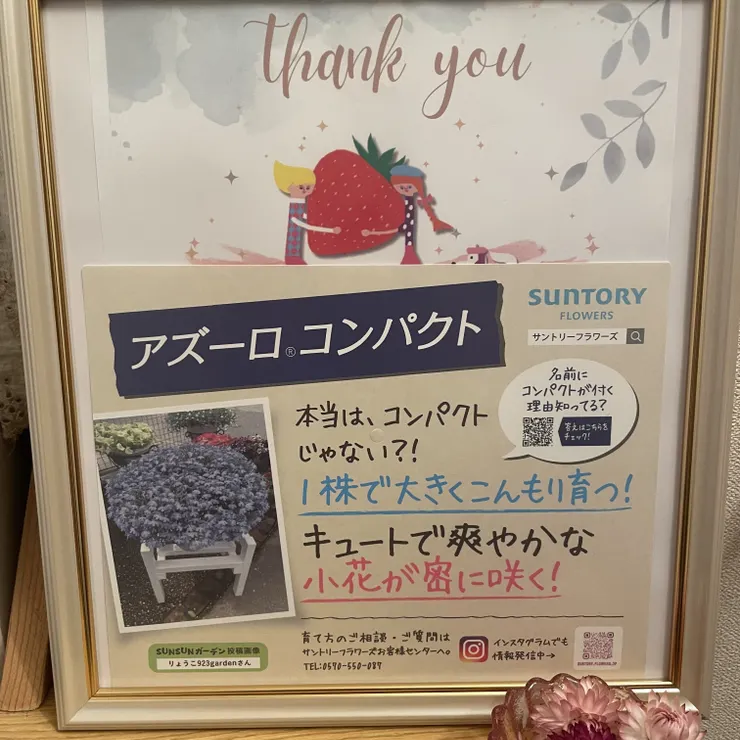 thank you
SUNTORY
FLOWERS
サントリーフラワーズ
アズーロ®コンパクト
名前に
コンパクトが付く
理由知ってる?
答えはこちらを
チェック!
本当は、コンパクト
じゃない?!
1株で大きくこんもり育つ!
キュートで爽やかな
小花が密に咲く!
SUNSUNガーデン投稿画像
りょうこ923gardenさん
育て方のご相談・ご質問は
サントリーフラワーズお客様センターへ。
TEL:0570-550-087
インスタグラムでも
情報発信中→
SUNTORY_FLOWERS_JP